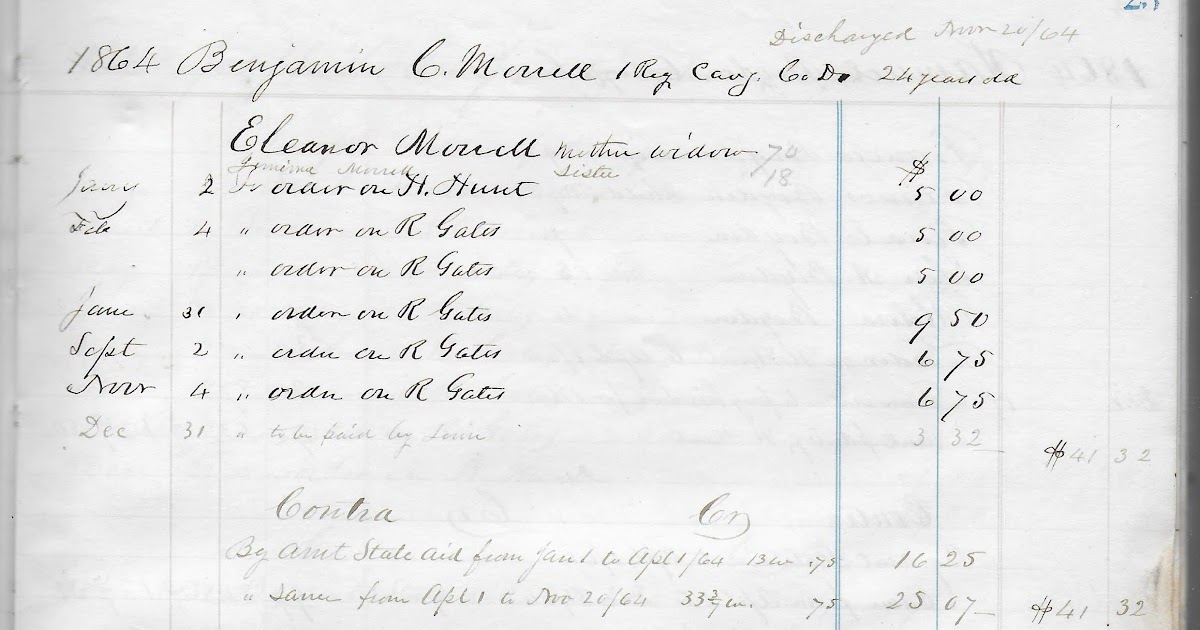 Discharged Novr 20/64
1864 Benjamin C. Morrell 1 Reg Cavy. Co. D. 24 years old
Eleanor Morrell Mother widow 70
Jemima Morrell Sister 18 $
Jany 2 To order on H. Hunt 5 00
Feb 4 " order on R Gates 5 00
" order on R Gates 5 00
June 31 " order on R Gates 9 50
Sept 2 " order on R Gates 6 75
Novr 4 " order on R Gates 6 75
Dec 31 " to be paid by Town 3 32 $41 32
Contra Cr
By Amt State aid from Jan 1 to Apl 1/64 13w .75 16 25
" Same from Apl 1 to Nov 20/64 33 3/7 w. 75 25 07 $41 32